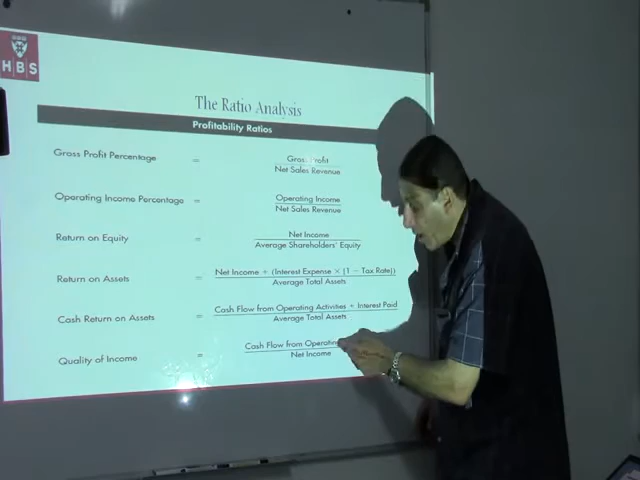 HBS
The Ratio Analysis
Profitability Ratios
Gross Profit Percentage = Gross Profit
Net Sales Revenue
Operating Income Percentage = Operating Income
Net Sales Revenue
Return on Equity = Net Income
Average Shareholders' Equity
Return on Assets = Net Income + (Interest Expense × (1 − Tax Rate))
Average Total Assets
Cash Return on Assets = Cash Flow from Operating Activities + Interest Paid
Average Total Assets
Quality of Income = Cash Flow from Operatin
Net Income